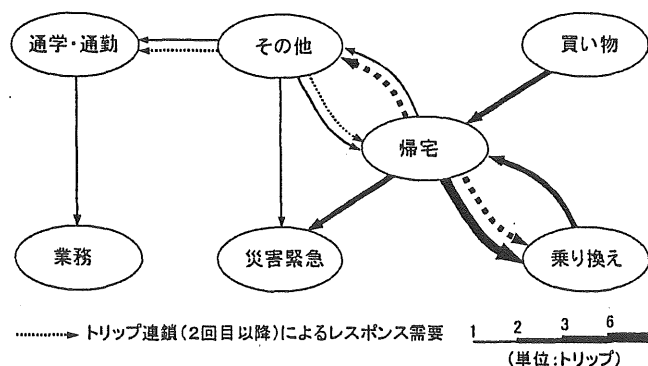 通学・通勤
その他
買い物
帰宅
業務
災害緊急
乗り換え
トリップ連鎖(2回目以降)によるレスポンス需要
1 2 3 6
(単位:トリップ)